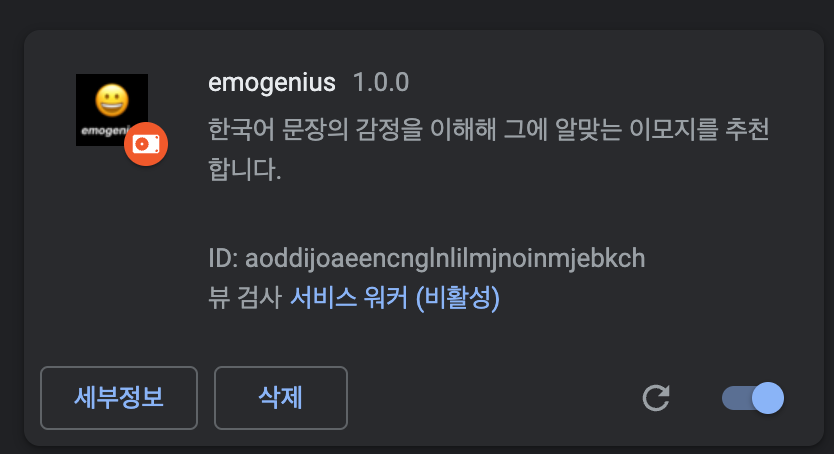 emogenius 1.0.0
한국어 문장의 감정을 이해해 그에 알맞는 이모지를 추천
합니다.
ID: aoddijoaeencnglnlilmjnoinmjebkch
뷰 검사 서비스 워커 (비활성)
세부정보 삭제